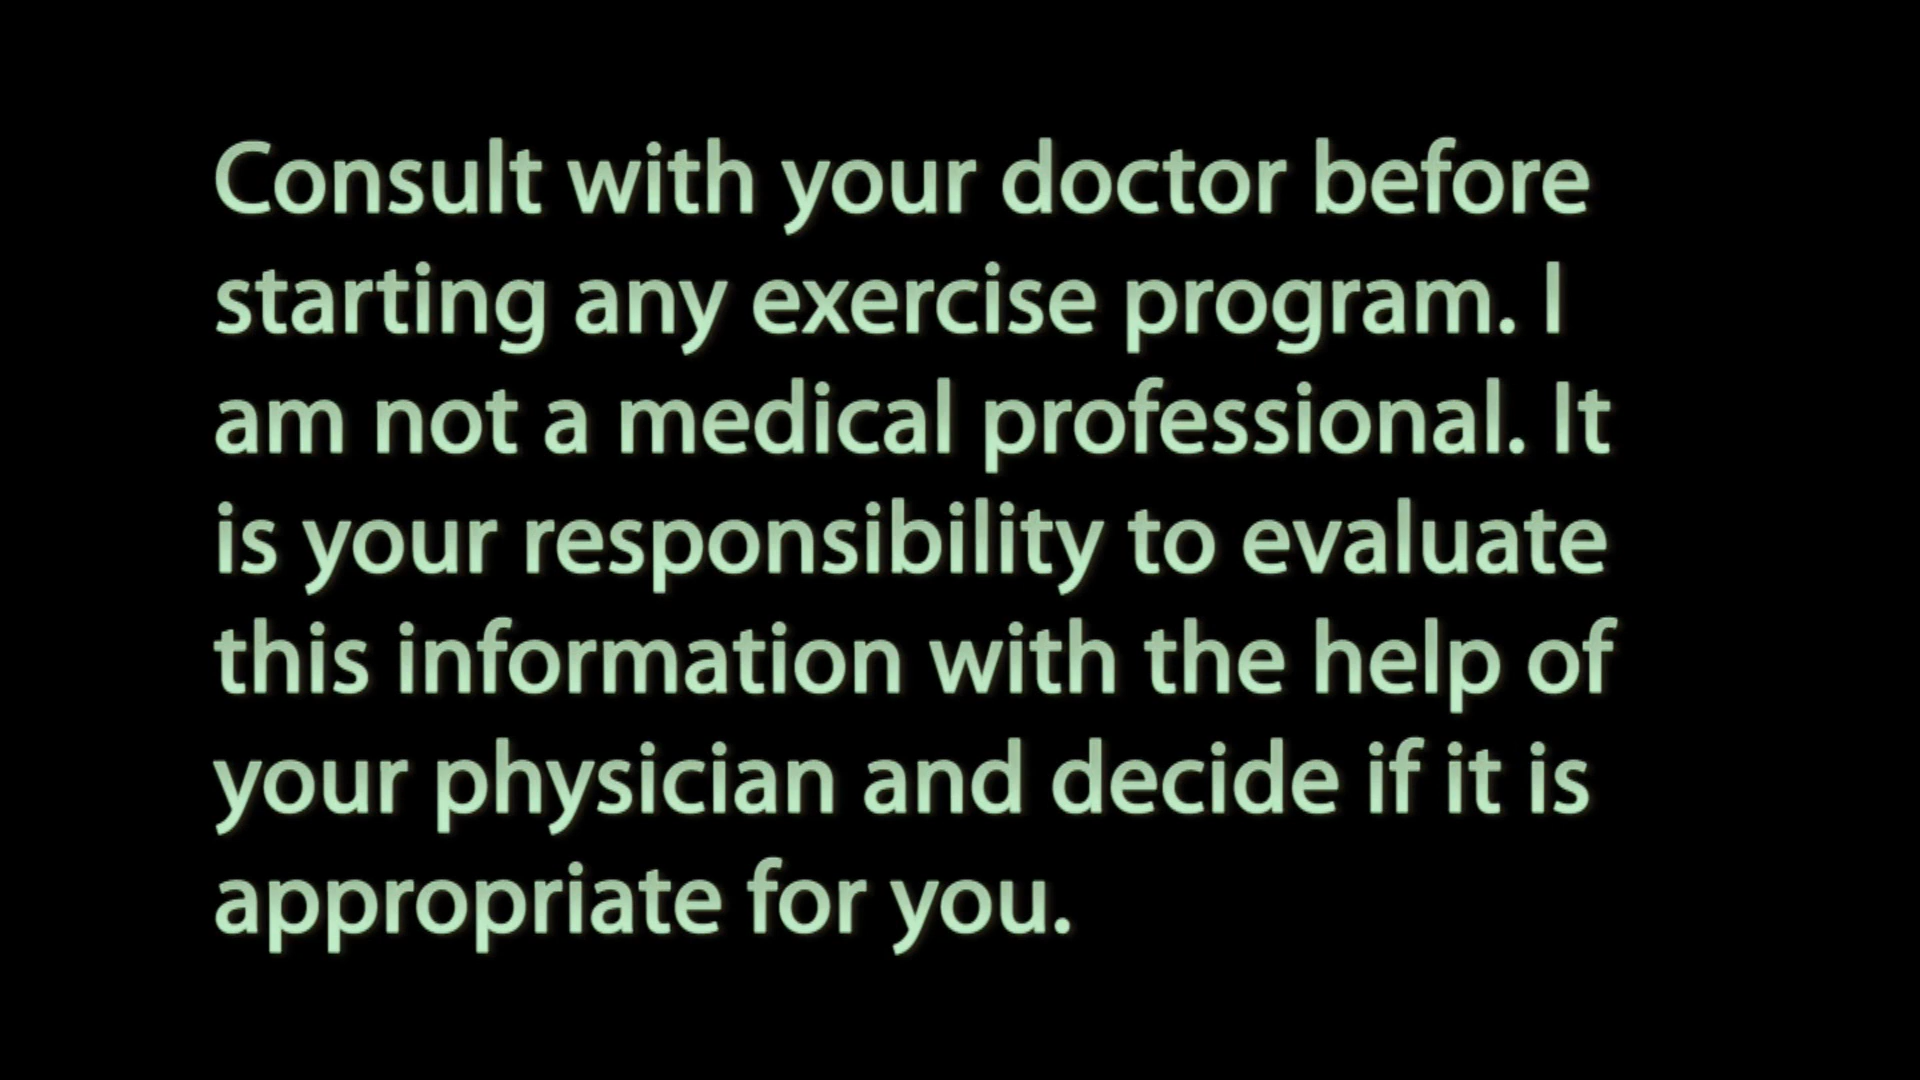 Consult with your doctor before
starting any exercise program. I
am not a medical professional. It
is your responsibility to evaluate
this information with the help of
your physician and decide if it is
appropriate for you.